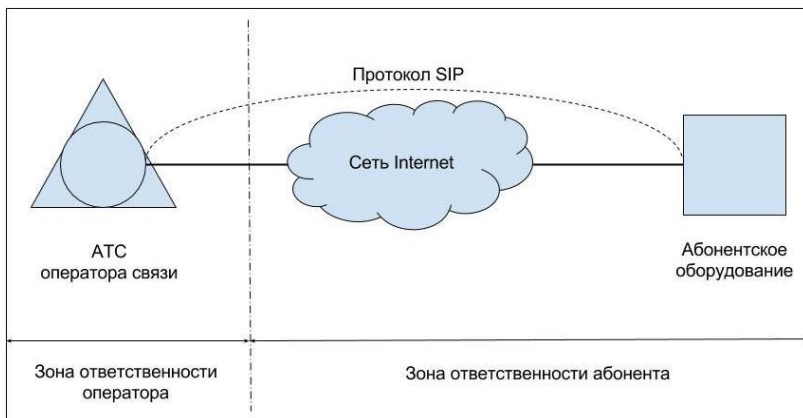 Протокол SIP
Сеть Internet
АТС
оператора связи
Абонентское
оборудование
Зона ответственности
оператора
Зона ответственности абонента